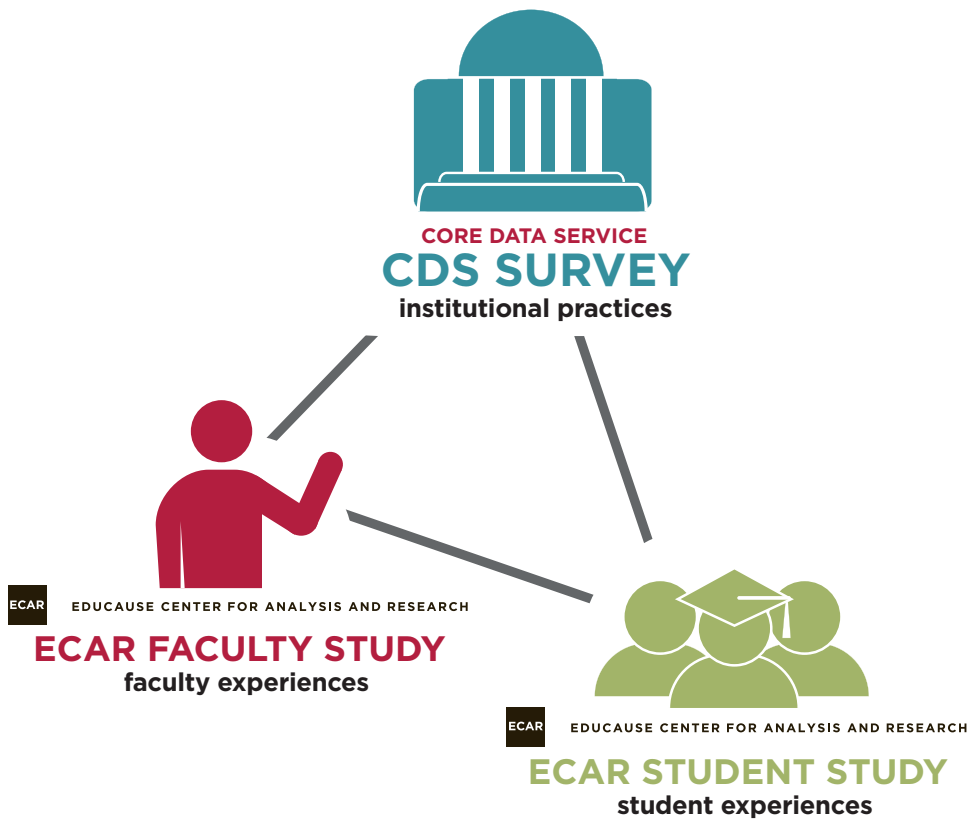 CORE DATA SERVICE
CDS SURVEY
institutional practices
ECAR
EDUCAUSE CENTER FOR ANALYSIS AND RESEARCH
ECAR FACULTY STUDY
faculty experiences
ECAR
EDUCAUSE CENTER FOR ANALYSIS AND RESEARCH
ECAR STUDENT STUDY
student experiences